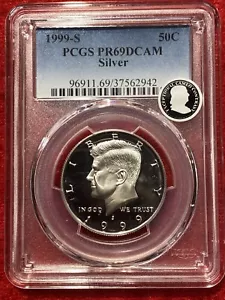 1999-S 50C
PCGS PR69DCAM
Silver
96911.69/37562942
LIBERTY
IN GOD WE TRUST
S
1999